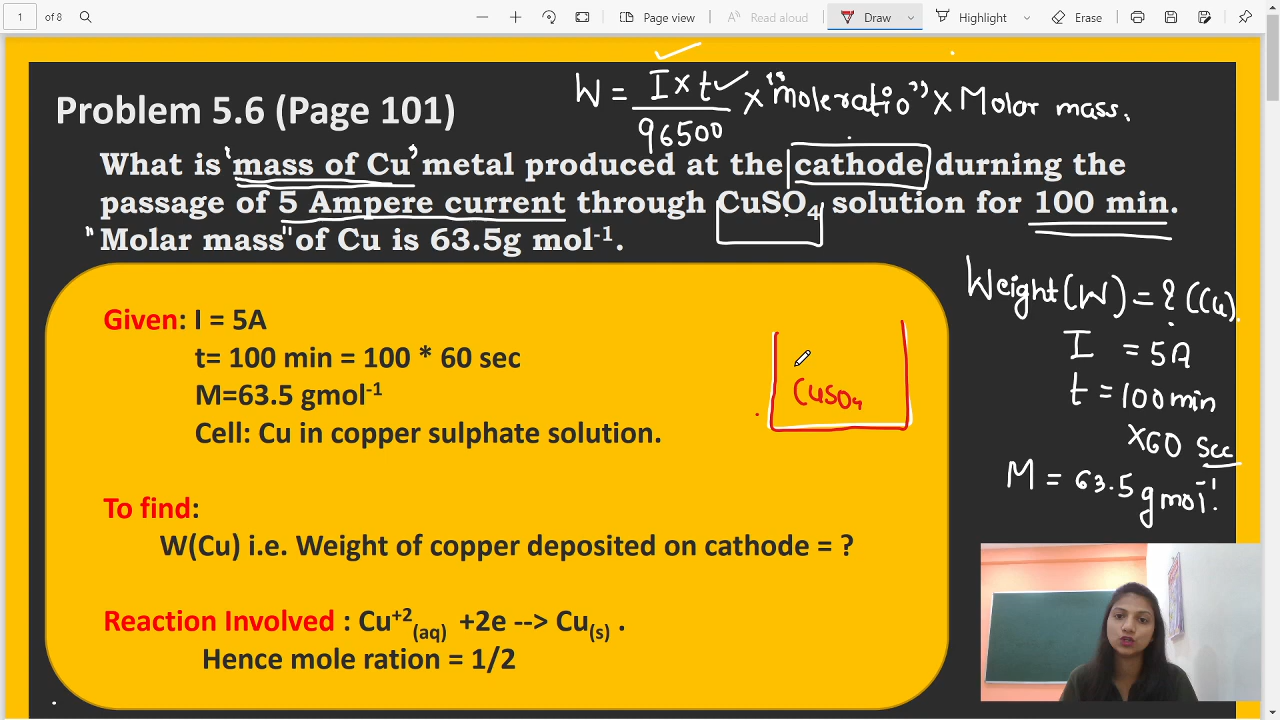 1 of 8
Page view
Read aloud
Draw
Highlight
Erase
Problem 5.6 (Page 101)
W = I × t / 96500 × "moleratio" × Molar mass.
What is 'mass of Cu' metal produced at the cathode durning the
passage of 5 Ampere current through CuSO4 solution for 100 min.
"Molar mass" of Cu is 63.5g mol-1.
Given: I = 5A
t= 100 min = 100 * 60 sec
M=63.5 gmol-1
Cell: Cu in copper sulphate solution.
CuSO4
Weight(W) = ? (Cu).
I = 5A
t = 100min
×60 Sec
M = 63.5 gmol-1.
To find:
W(Cu) i.e. Weight of copper deposited on cathode = ?
Reaction Involved : Cu+2(aq) +2e --> Cu(s) .
Hence mole ration = 1/2